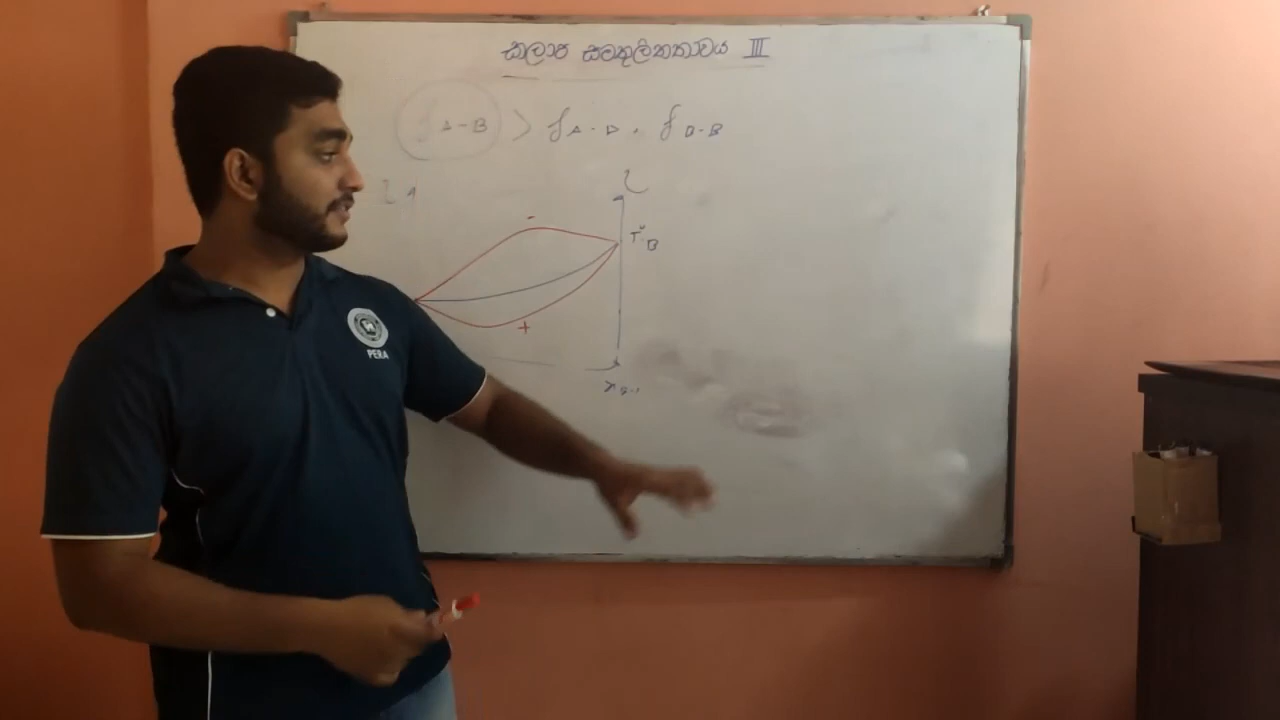 කලාප සමතුලිතතාවය III
f A-B > f A-D , f D-B
T°B
-
+
PERA